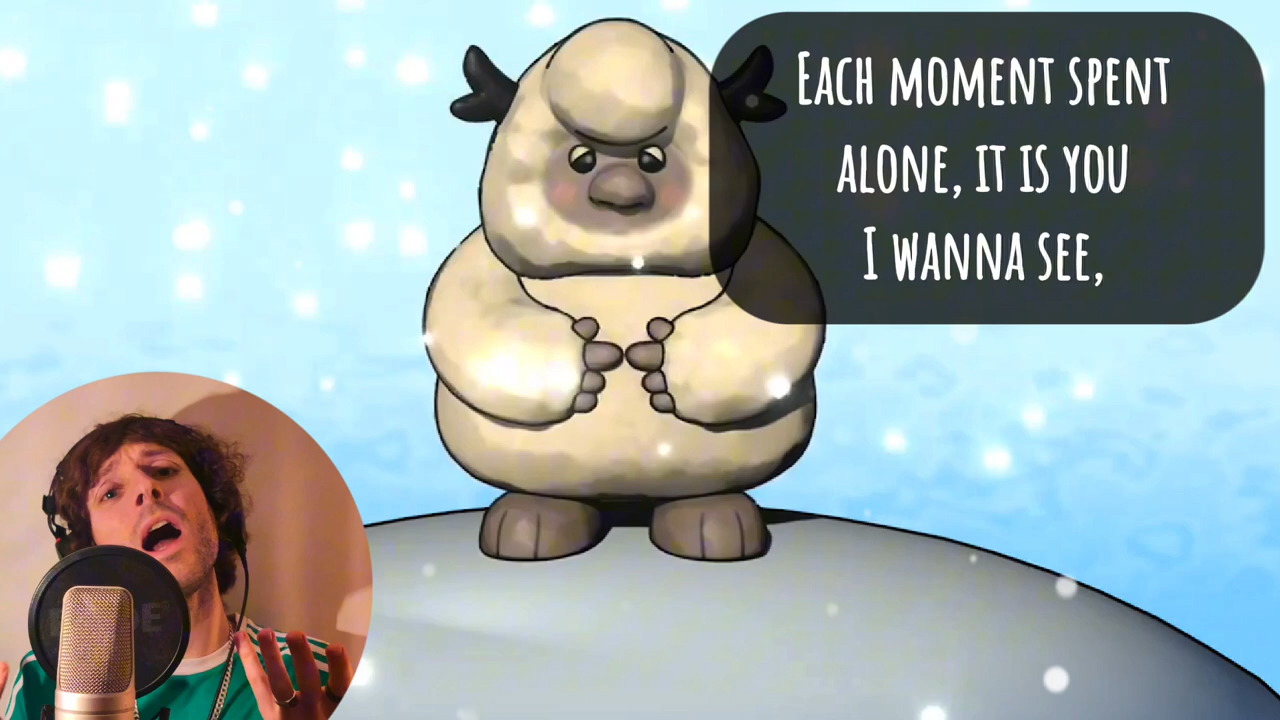 Each moment spent
alone, it is you
I wanna see,